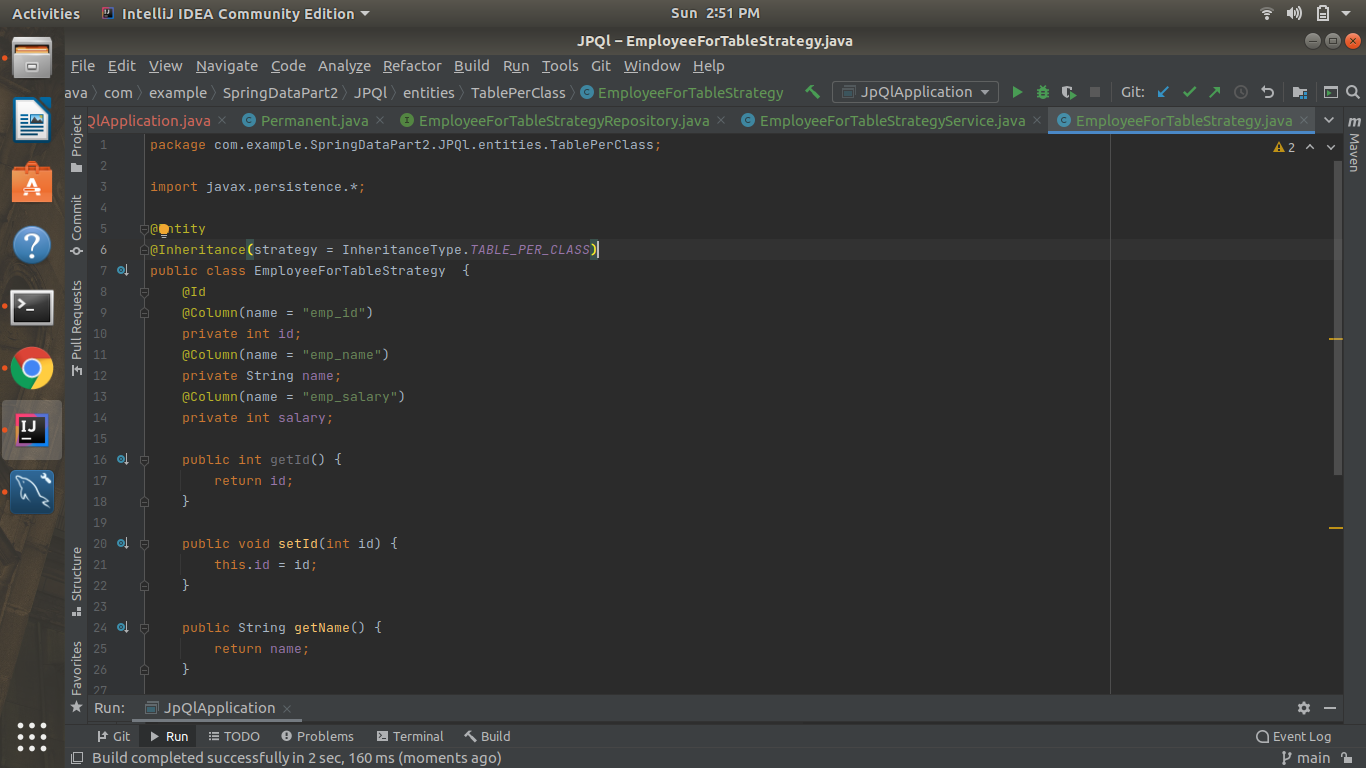 Activities IntelliJ IDEA Community Edition Sun 2:51 PM
JPQl – EmployeeForTableStrategy.java
File Edit View Navigate Code Analyze Refactor Build Run Tools Git Window Help
ava com example SpringDataPart2 JPQl entities TablePerClass EmployeeForTableStrategy JpQlApplication Git:
QlApplication.java Permanent.java EmployeeForTableStrategyRepository.java EmployeeForTableStrategyService.java EmployeeForTableStrategy.java
Project
Commit
Pull Requests
Structure
Favorites
Maven
2
1 package com.example.SpringDataPart2.JPQl.entities.TablePerClass;
2
3 import javax.persistence.*;
4
5 @Entity
6 @Inheritance(strategy = InheritanceType.TABLE_PER_CLASS)
7 public class EmployeeForTableStrategy  {
8     @Id
9     @Column(name = "emp_id")
10     private int id;
11     @Column(name = "emp_name")
12     private String name;
13     @Column(name = "emp_salary")
14     private int salary;
15
16     public int getId() {
17         return id;
18     }
19
20     public void setId(int id) {
21         this.id = id;
22     }
23
24     public String getName() {
25         return name;
26     }
27
Run: JpQlApplication
Git Run TODO Problems Terminal Build Event Log
Build completed successfully in 2 sec, 160 ms (moments ago) main